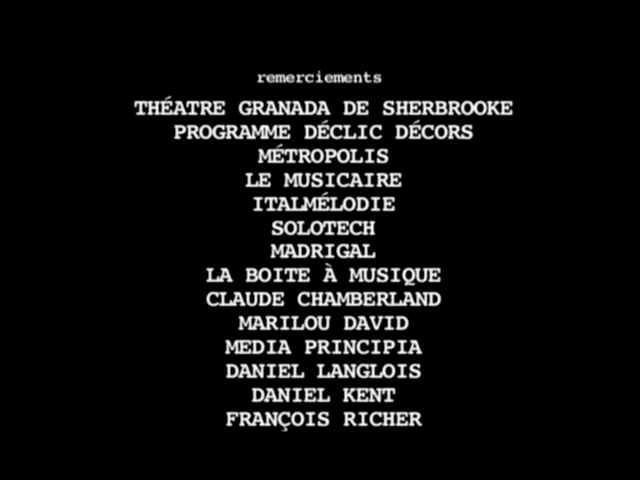 remerciements
THÉATRE GRANADA DE SHERBROOKE
PROGRAMME DÉCLIC DÉCORS
MÉTROPOLIS
LE MUSICAIRE
ITALMÉLODIE
SOLOTECH
MADRIGAL
LA BOITE À MUSIQUE
CLAUDE CHAMBERLAND
MARILOU DAVID
MEDIA PRINCIPIA
DANIEL LANGLOIS
DANIEL KENT
FRANÇOIS RICHER